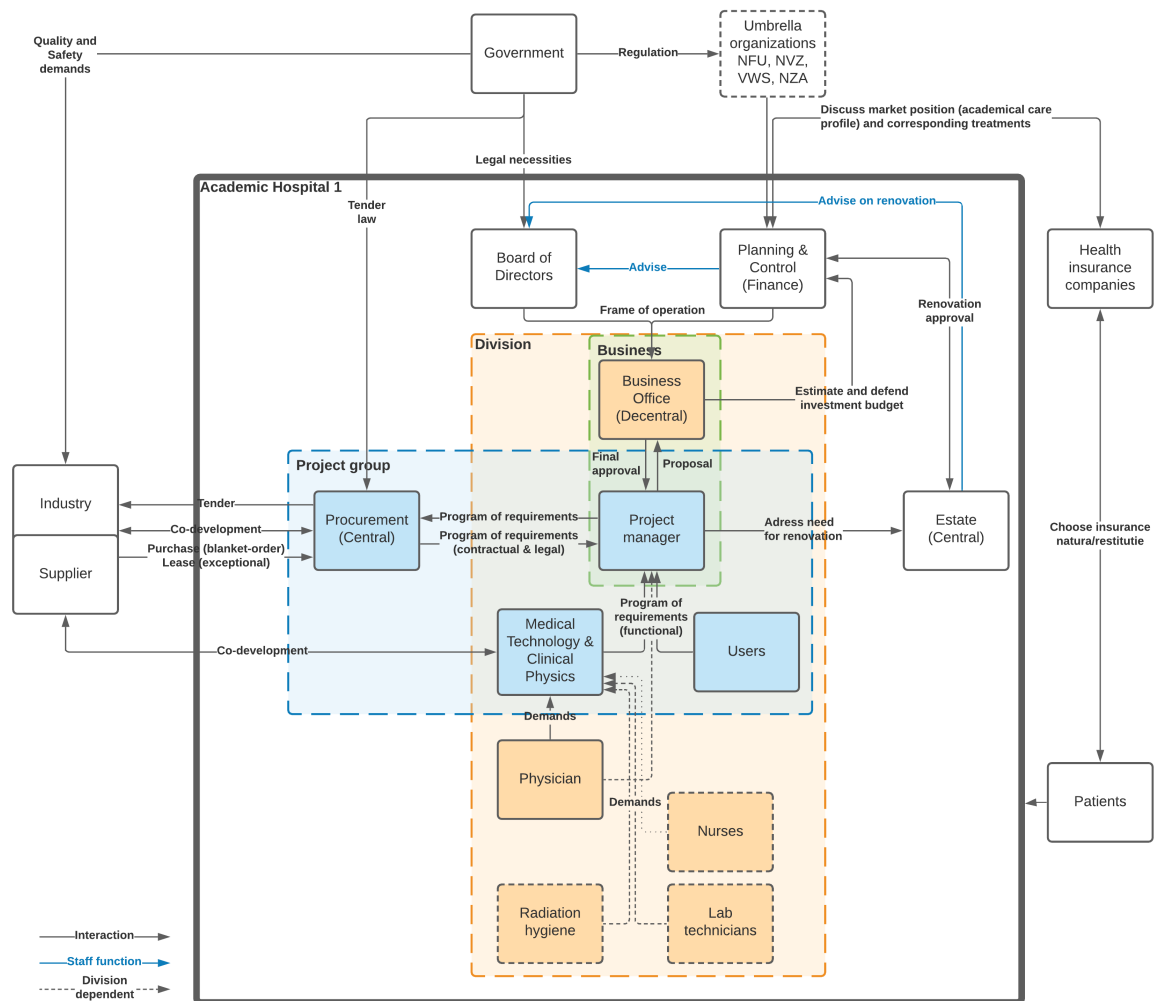 Quality and
Safety
demands
Government
Regulation
Umbrella
organizations
NFU, NVZ,
VWS, NZA
Discuss market position (academical care
profile) and corresponding treatments
Legal necessities
Academic Hospital 1
Tender
law
Advise on renovation
Board of
Directors
Advise
Planning &
Control
(Finance)
Health
insurance
companies
Frame of operation
Renovation
approval
Division
Business
Business
Office
(Decentral)
Estimate and defend
investment budget
Project group
Final
approval
Proposal
Industry
Tender
Procurement
(Central)
Program of requirements
Project
manager
Adress need
for renovation
Estate
(Central)
Choose insurance
natura/restitutie
Co-development
Program of requirements
(contractual & legal)
Purchase (blanket-order)
Lease (exceptional)
Supplier
Program of
requirements
(functional)
Medical
Technology &
Clinical
Physics
Users
Co-development
Demands
Physician
Demands
Nurses
Patients
Radiation
hygiene
Lab
technicians
Interaction
Staff function
Division
dependent